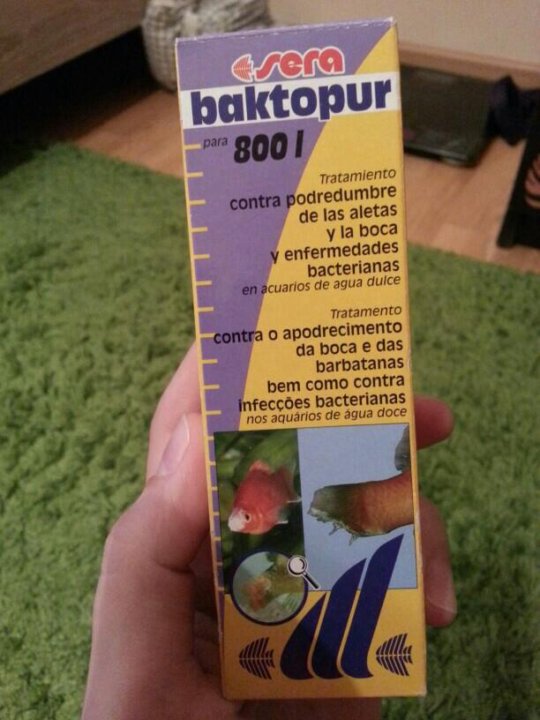 sera
baktopur
para 800 l
Tratamiento
contra podredumbre
de las aletas
y la boca
y enfermedades
bacterianas
en acuarios de agua dulce
Tratamento
contra o apodrecimento
da boca e das
barbatanas
bem como contra
infecções bacterianas
nos aquários de água doce